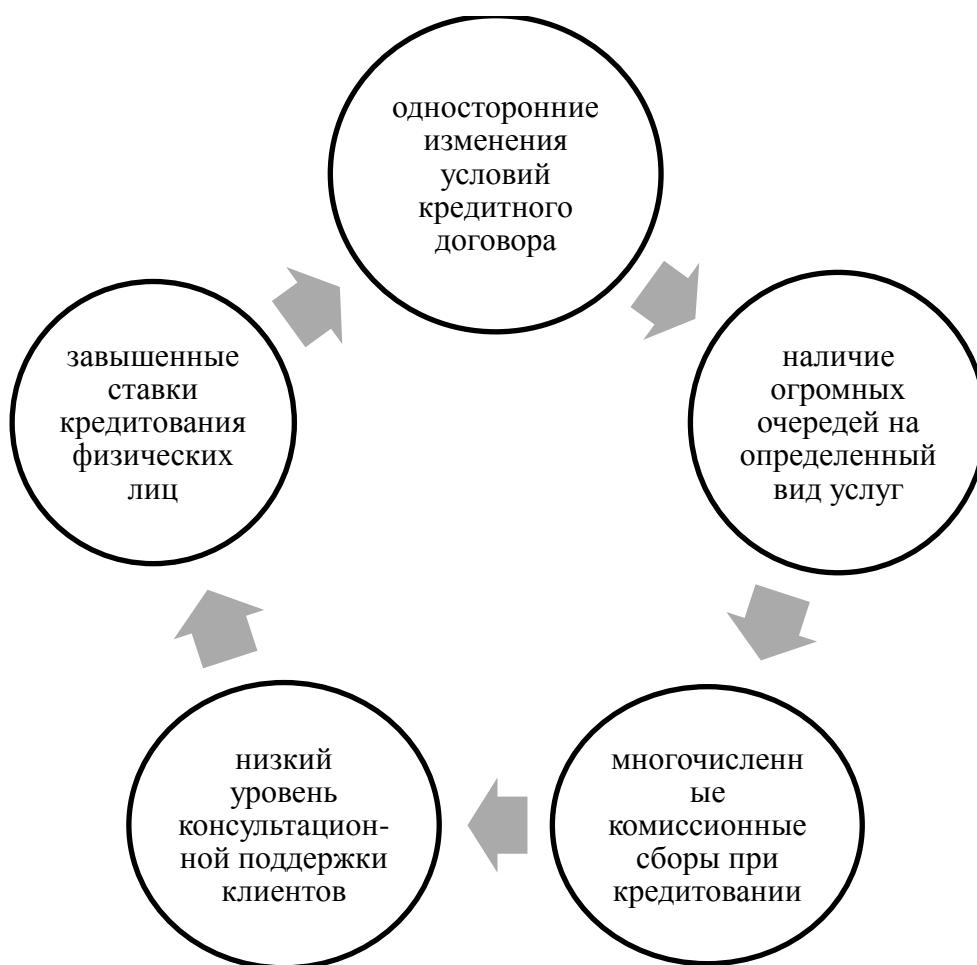 односторонние
изменения
условий
кредитного
договора
наличие
огромных
очередей на
определенный
вид услуг
многочисленн
ые
комиссионные
сборы при
кредитовании
низкий
уровень
консультацион-
ной поддержки
клиентов
завышенные
ставки
кредитования
физических
лиц